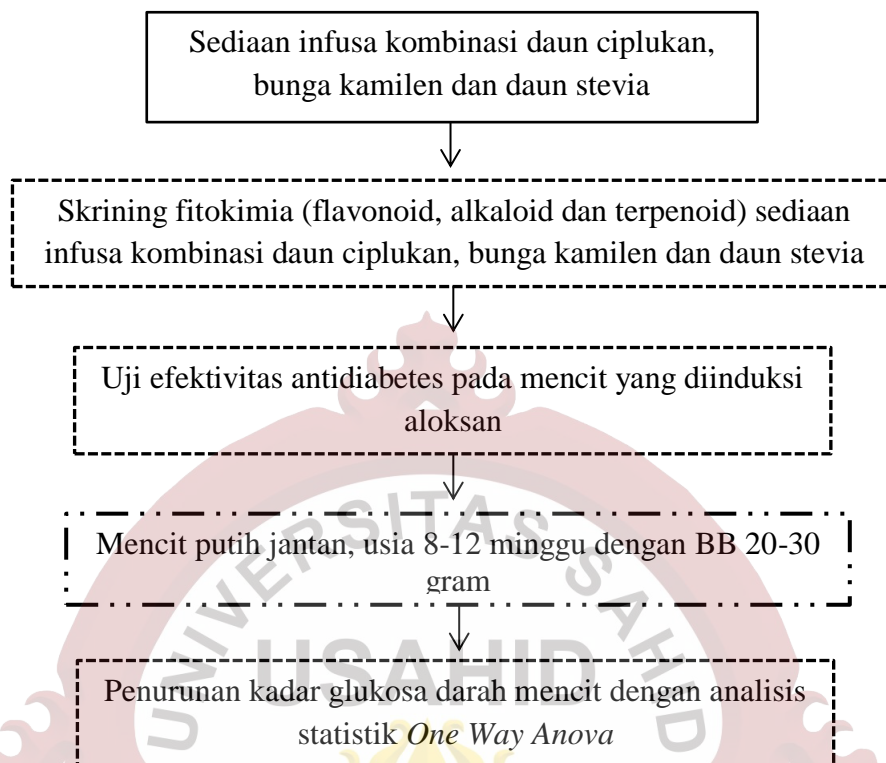 Sediaan infusa kombinasi daun ciplukan,
bunga kamilen dan daun stevia
Skrining fitokimia (flavonoid, alkaloid dan terpenoid) sediaan
infusa kombinasi daun ciplukan, bunga kamilen dan daun stevia
Uji efektivitas antidiabetes pada mencit yang diinduksi
aloksan
Mencit putih jantan, usia 8-12 minggu dengan BB 20-30
gram
Penurunan kadar glukosa darah mencit dengan analisis
statistik One Way Anova
UNIVERSITAS SAHID
USAHID